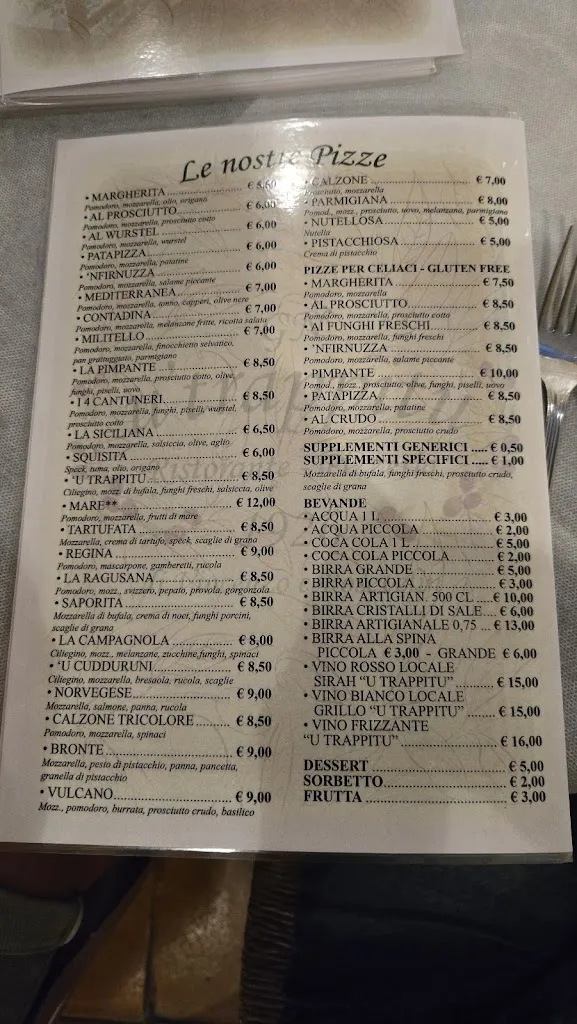 Le nostre Pizze
• MARGHERITA ................ € 5,60
Pomodoro, mozzarella, olio, origano
• AL PROSCIUTTO ................ € 6,00
Pomodoro, mozzarella, prosciutto cotto
• AL WURSTEL ................ € 6,00
Pomodoro, mozzarella, wurstel
• PATAPIZZA ................ € 6,00
Pomodoro, mozzarella, patatine
• 'NFIRNUZZA ................ € 6,00
Pomodoro, mozzarella, salame piccante
• MEDITERRANEA ................ € 7,00
Pomodoro, mozzarella, tonno, capperi, olive nere
• CONTADINA ................ € 7,00
Pomodoro, mozzarella, melanzane fritte, ricotta salata
• MILITELLO ................ € 7,00
Pomodoro, mozzarella, finocchietto selvatico,
pan grattuggiato, parmigiano
• LA PIMPANTE ................ € 8,50
Pomodoro, mozzarella, prosciutto cotto, olive,
funghi, piselli, uovo
• I 4 CANTUNERI ................ € 8,50
Pomodoro, mozzarella, funghi, piselli, wurstel,
prosciutto cotto
• LA SICILIANA ................ € 6,50
Pomodoro, mozzarella, salsiccia, olive, aglio
• SQUISITA ................ € 6,00
Speck, tuma, olio, origano
• 'U TRAPPITU ................ € 8,50
Ciliegino, mozz. di bufala, funghi freschi, salsiccia, olive
• MARE** ................ € 12,00
Pomodoro, mozzarella, frutti di mare
• TARTUFATA ................ € 8,50
Mozzarella, crema di tartufo, speck, scaglie di grana
• REGINA ................ € 9,00
Pomodoro, mascarpone, gamberetti, rucola
• LA RAGUSANA ................ € 8,50
Pomodoro, mozz., svizzero, pepato, provola, gorgonzola
• SAPORITA ................ € 8,50
Mozzarella di bufala, crema di noci, funghi porcini,
scaglie di grana
• LA CAMPAGNOLA ................ € 8,00
Ciliegino, mozz., melanzane, zucchine,funghi, spinaci
• 'U CUDDURUNI ................ € 8,50
Ciliegino, mozzarella, bresaola, rucola, scaglie
• NORVEGESE ................ € 9,00
Mozzarella, salmone, panna, rucola
• CALZONE TRICOLORE ................ € 8,50
Pomodoro, mozzarella, spinaci
• BRONTE ................ € 9,00
Mozzarella, pesto di pistacchio, panna, pancetta,
granella di pistacchio
• VULCANO ................ € 9,00
Mozz., pomodoro, burrata, prosciutto crudo, basilico
• CALZONE ................ € 7,00
mozzarella
• PARMIGIANA ................ € 8,00
Pomod., mozz., prosciutto, uovo, melanzana, parmigiano
• NUTELLOSA ................ € 5,00
Nutella
• PISTACCHIOSA ................ € 5,00
Crema di pistacchio
PIZZE PER CELIACI - GLUTEN FREE
• MARGHERITA ................ € 7,50
Pomodoro, mozzarella
• AL PROSCIUTTO ................ € 8,50
Pomodoro, mozzarella, prosciutto cotto
• AI FUNGHI FRESCHI ................ € 8,50
Pomodoro, mozzarella, funghi freschi
• 'NFIRNUZZA ................ € 8,50
Pomodoro, mozzarella, salame piccante
• PIMPANTE ................ € 10,00
Pomod., mozz., prosciutto, olive, funghi, piselli, uovo
• PATAPIZZA ................ € 8,50
Pomodoro, mozzarella, patatine
• AL CRUDO ................ € 8,50
Pomodoro, mozzarella, prosciutto crudo
SUPPLEMENTI GENERICI ..... € 0,50
SUPPLEMENTI SPECIFICI ... € 1,00
Mozzarella di bufala, funghi freschi, prosciutto crudo,
scaglie di grana
BEVANDE
• ACQUA 1 L ................ € 3,00
• ACQUA PICCOLA ................ € 2,00
• COCA COLA 1 L ................ € 5,00
• COCA COLA PICCOLA ................ € 2,00
• BIRRA GRANDE ................ € 5,00
• BIRRA PICCOLA ................ € 3,00
• BIRRA ARTIGIAN. 500 CL ....€ 10,00
• BIRRA CRISTALLI DI SALE.... € 6,00
• BIRRA ARTIGIANALE 0,75 ... € 13,00
• BIRRA ALLA SPINA
PICCOLA € 3,00 - GRANDE € 6,00
• VINO ROSSO LOCALE
SIRAH "U TRAPPITU" .......... € 15,00
• VINO BIANCO LOCALE
GRILLO "U TRAPPITU" ....... € 15,00
• VINO FRIZZANTE
"U TRAPPITU" ................ € 16,00
DESSERT ................ € 5,00
SORBETTO ................ € 2,00
FRUTTA ................ € 3,00